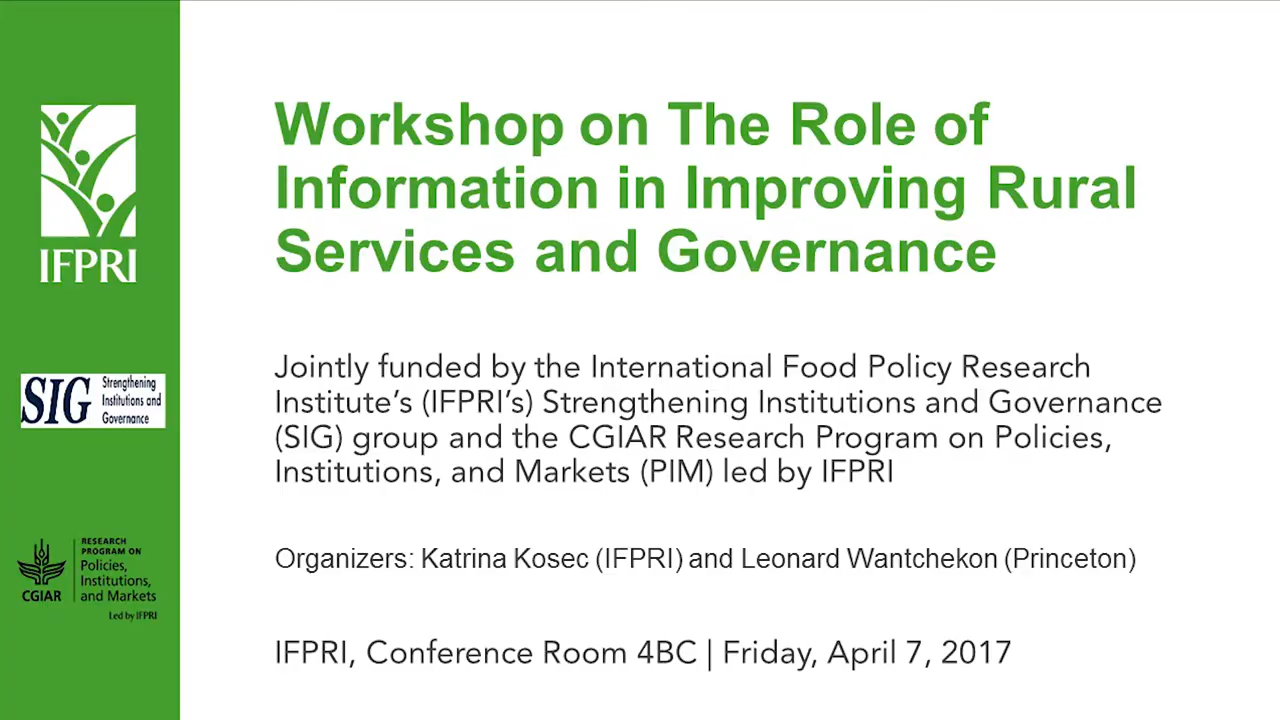 IFPRI
SIG
Strengthening
Institutions and
Governance
CGIAR
RESEARCH
PROGRAM ON
Policies,
Institutions,
and Markets
Led by IFPRI
Workshop on The Role of
Information in Improving Rural
Services and Governance
Jointly funded by the International Food Policy Research
Institute’s (IFPRI’s) Strengthening Institutions and Governance
(SIG) group and the CGIAR Research Program on Policies,
Institutions, and Markets (PIM) led by IFPRI
Organizers: Katrina Kosec (IFPRI) and Leonard Wantchekon (Princeton)
IFPRI, Conference Room 4BC | Friday, April 7, 2017